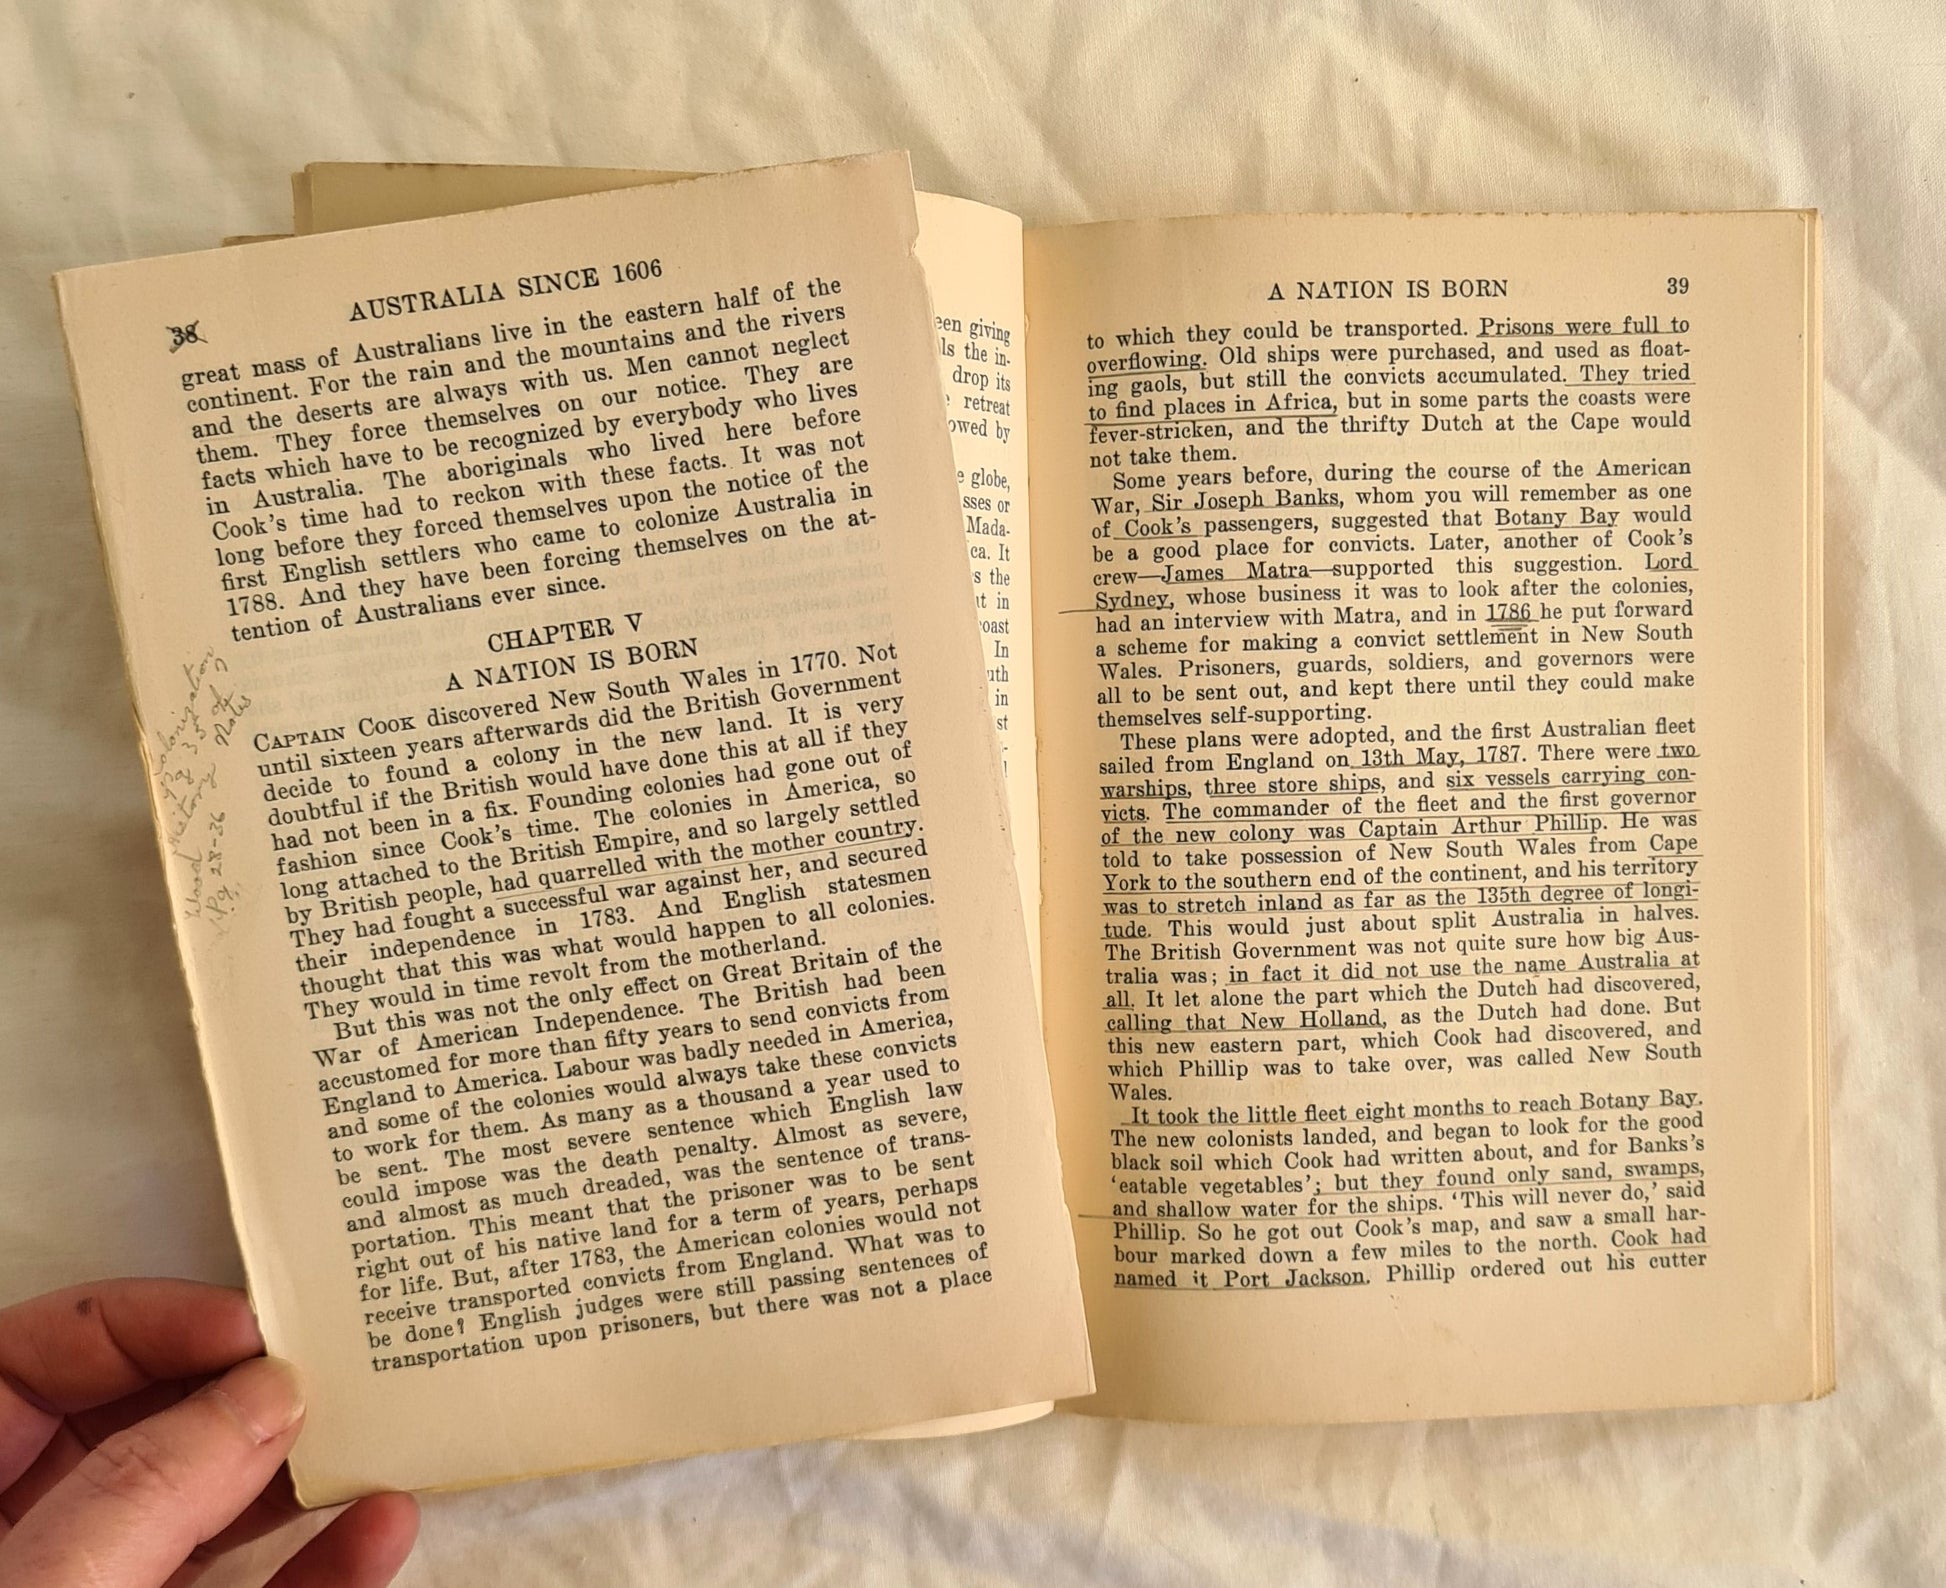 38
AUSTRALIA SINCE 1606
great mass of Australians live in the eastern half of the
continent. For the rain and the mountains and the rivers
and the deserts are always with us. Men cannot neglect
them. They force themselves on our notice. They are
facts which have to be recognized by everybody who lives
in Australia. The aboriginals who lived here before
Cook's time had to reckon with these facts. It was not
long before they forced themselves upon the notice of the
first English settlers who came to colonize Australia in
1788. And they have been forcing themselves on the at-
tention of Australians ever since.
CHAPTER V
A NATION IS BORN
CAPTAIN COOK discovered New South Wales in 1770. Not
until sixteen years afterwards did the British Government
decide to found a colony in the new land. It is very
doubtful if the British would have done this at all if they
had not been in a fix. Founding colonies had gone out of
fashion since Cook's time. The colonies in America, so
long attached to the British Empire, and so largely settled
by British people, had quarrelled with the mother country.
They had fought a successful war against her, and secured
their independence in 1783. And English statesmen
thought that this was what would happen to all colonies.
They would in time revolt from the motherland.
But this was not the only effect on Great Britain of the
War of American Independence. The British had been
accustomed for more than fifty years to send convicts from
England to America. Labour was badly needed in America,
and some of the colonies would always take these convicts
to work for them. As many as a thousand a year used to
be sent. The most severe sentence which English law
could impose was the death penalty. Almost as severe,
and almost as much dreaded, was the sentence of trans-
portation. This meant that the prisoner was to be sent
right out of his native land for a term of years, perhaps
for life. But, after 1783, the American colonies would not
receive transported convicts from England. What was to
be done? English judges were still passing sentences of
transportation upon prisoners, but there was not a place
Colonization
pg 33 of
History Notes
Wood
Pg. 28-36
een giving
ls the in-
drop its
retreat
owed by
e globe,
sses or
Mada-
ca. It
s the
t in
oast
In
uth
in
st
A NATION IS BORN
39
to which they could be transported. Prisons were full to
overflowing. Old ships were purchased, and used as float-
ing gaols, but still the convicts accumulated. They tried
to find places in Africa, but in some parts the coasts were
fever-stricken, and the thrifty Dutch at the Cape would
not take them.
Some years before, during the course of the American
War, Sir Joseph Banks, whom you will remember as one
of Cook's passengers, suggested that Botany Bay would
be a good place for convicts. Later, another of Cook's
crew—James Matra—supported this suggestion. Lord
Sydney, whose business it was to look after the colonies,
had an interview with Matra, and in 1786 he put forward
a scheme for making a convict settlement in New South
Wales. Prisoners, guards, soldiers, and governors were
all to be sent out, and kept there until they could make
themselves self-supporting.
These plans were adopted, and the first Australian fleet
sailed from England on 13th May, 1787. There were two
warships, three store ships, and six vessels carrying con-
victs. The commander of the fleet and the first governor
of the new colony was Captain Arthur Phillip. He was
told to take possession of New South Wales from Cape
York to the southern end of the continent, and his territory
was to stretch inland as far as the 135th degree of longi-
tude. This would just about split Australia in halves.
The British Government was not quite sure how big Aus-
tralia was; in fact it did not use the name Australia at
all. It let alone the part which the Dutch had discovered,
calling that New Holland, as the Dutch had done. But
this new eastern part, which Cook had discovered, and
which Phillip was to take over, was called New South
Wales.
It took the little fleet eight months to reach Botany Bay.
The new colonists landed, and began to look for the good
black soil which Cook had written about, and for Banks's
'eatable vegetables'; but they found only sand, swamps,
and shallow water for the ships. 'This will never do,' said
Phillip. So he got out Cook's map, and saw a small har-
bour marked down a few miles to the north. Cook had
named it Port Jackson. Phillip ordered out his cutter